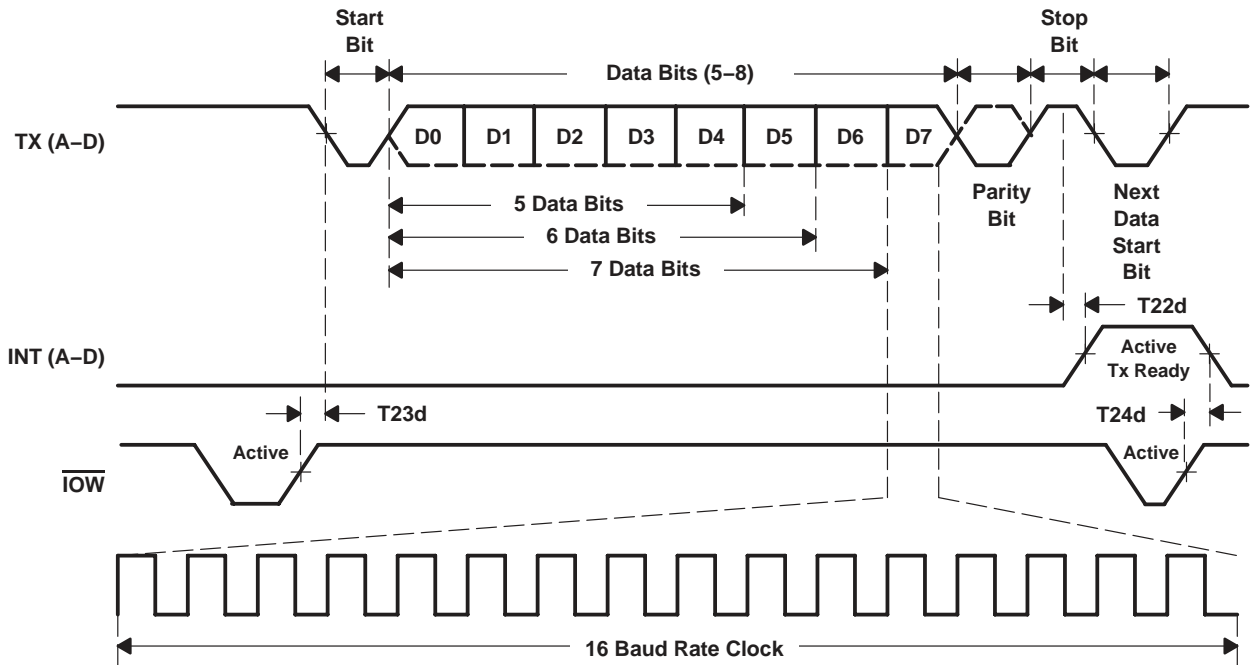 Start
Bit
Stop
Bit
Data Bits (5–8)
TX (A–D)
D0 D1 D2 D3 D4 D5 D6 D7
Parity
Bit
Next
Data
Start
Bit
5 Data Bits
6 Data Bits
7 Data Bits
T22d
INT (A–D)
Active
Tx Ready
T23d
T24d
IOW
Active
Active
16 Baud Rate Clock